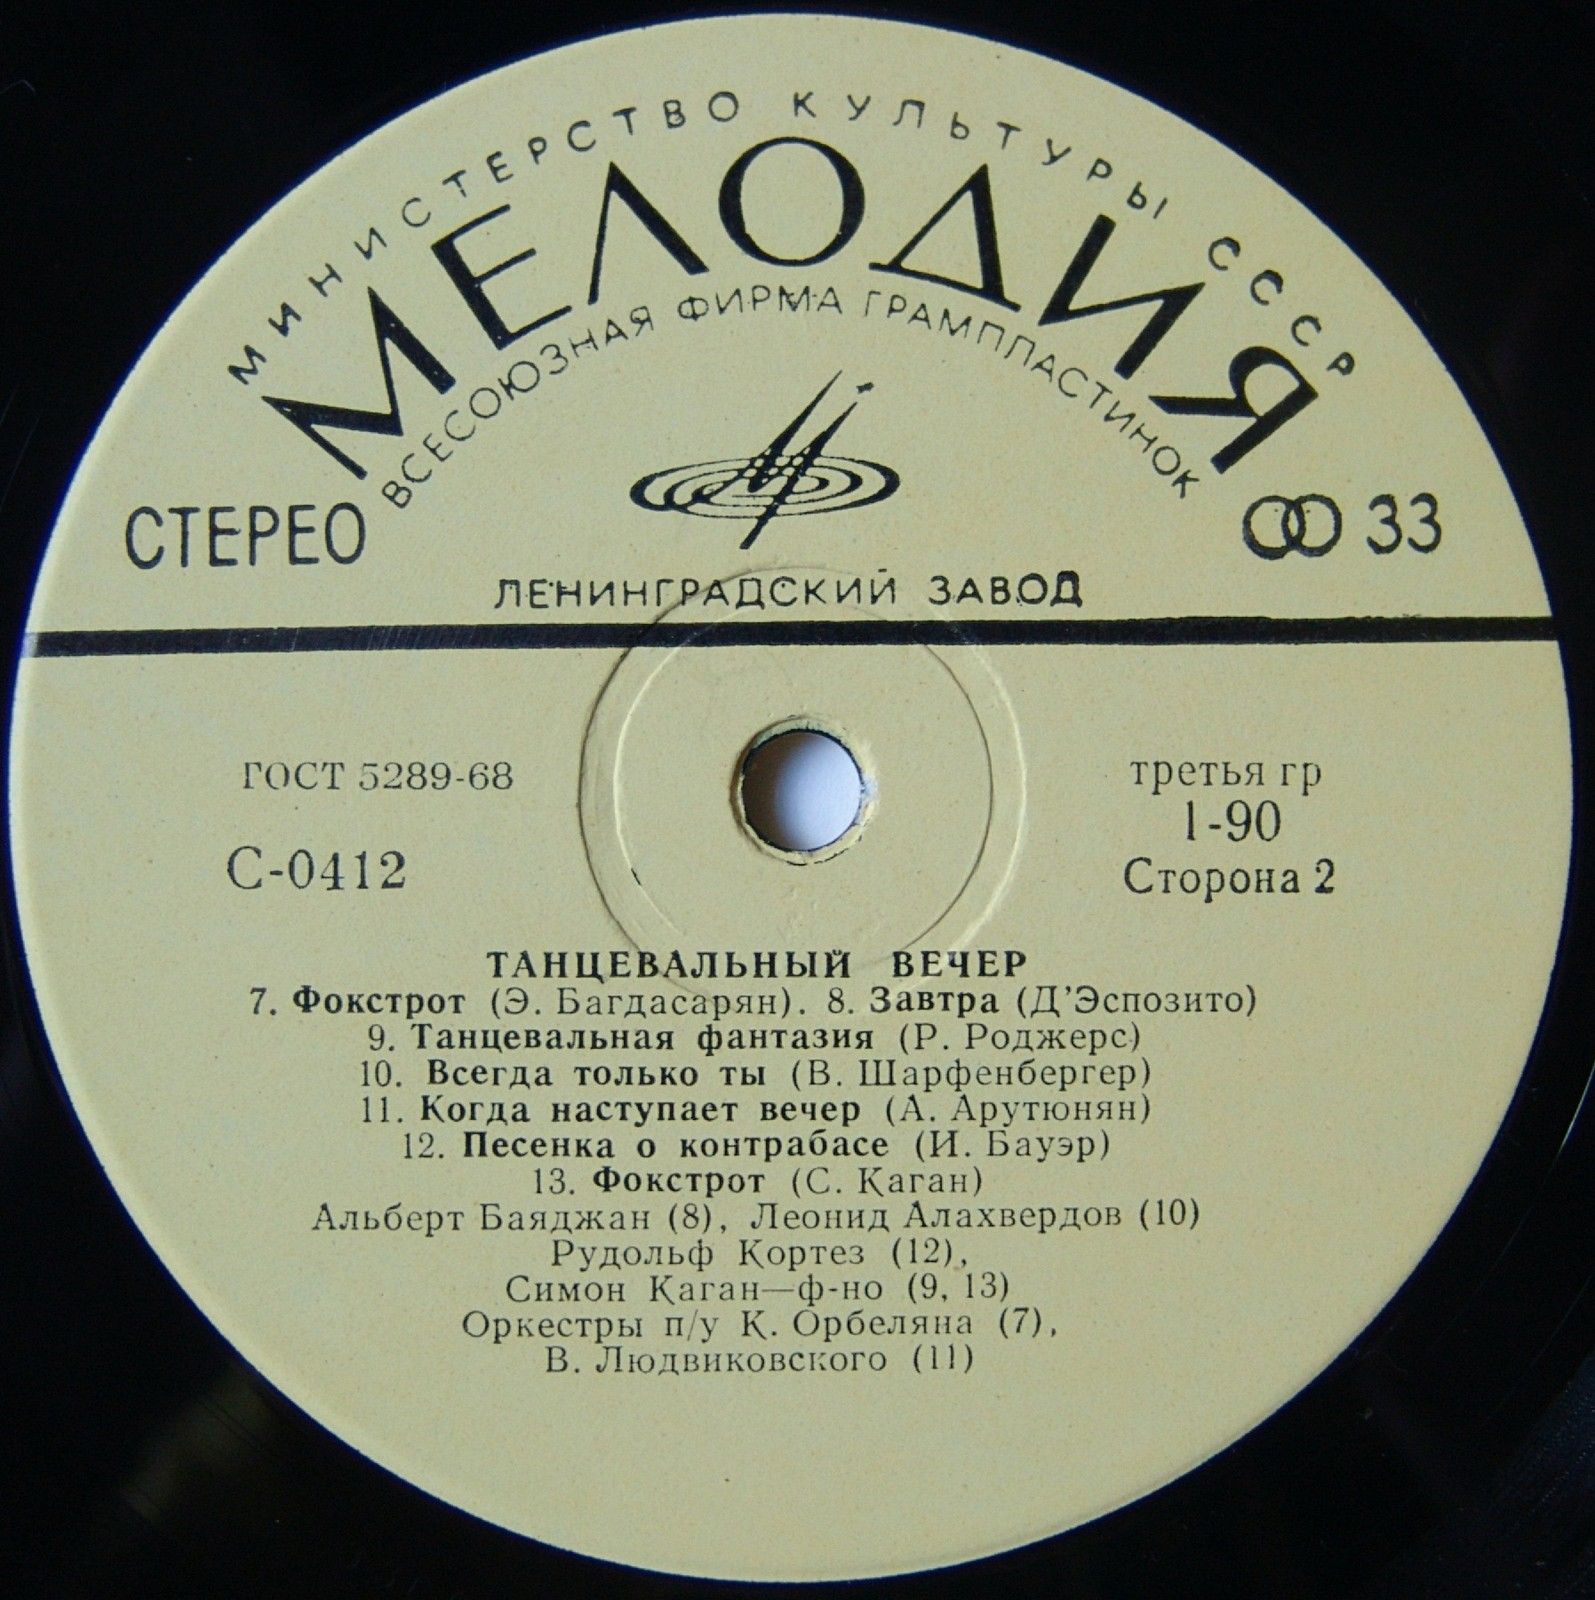 МИНИСТЕРСТВО КУЛЬТУРЫ СССР
МЕЛОДИЯ
ВСЕСОЮЗНАЯ ФИРМА ГРАМПЛАСТИНОК
СТЕРЕО
33
ЛЕНИНГРАДСКИЙ ЗАВОД
ГОСТ 5289-68
третья гр
1-90
С-0412
Сторона 2
ТАНЦЕВАЛЬНЫЙ ВЕЧЕР
7. Фокстрот (Э. Багдасарян). 8. Завтра (Д'Эспозито)
9. Танцевальная фантазия (Р. Роджерс)
10. Всегда только ты (В. Шарфенбергер)
11. Когда наступает вечер (А. Арутюнян)
12. Песенка о контрабасе (И. Бауэр)
13. Фокстрот (С. Каган)
Альберт Баяджан (8), Леонид Алахвердов (10)
Рудольф Кортез (12),
Симон Каган—ф-но (9, 13)
Оркестры п/у К. Орбеляна (7),
В. Людвиковского (11)